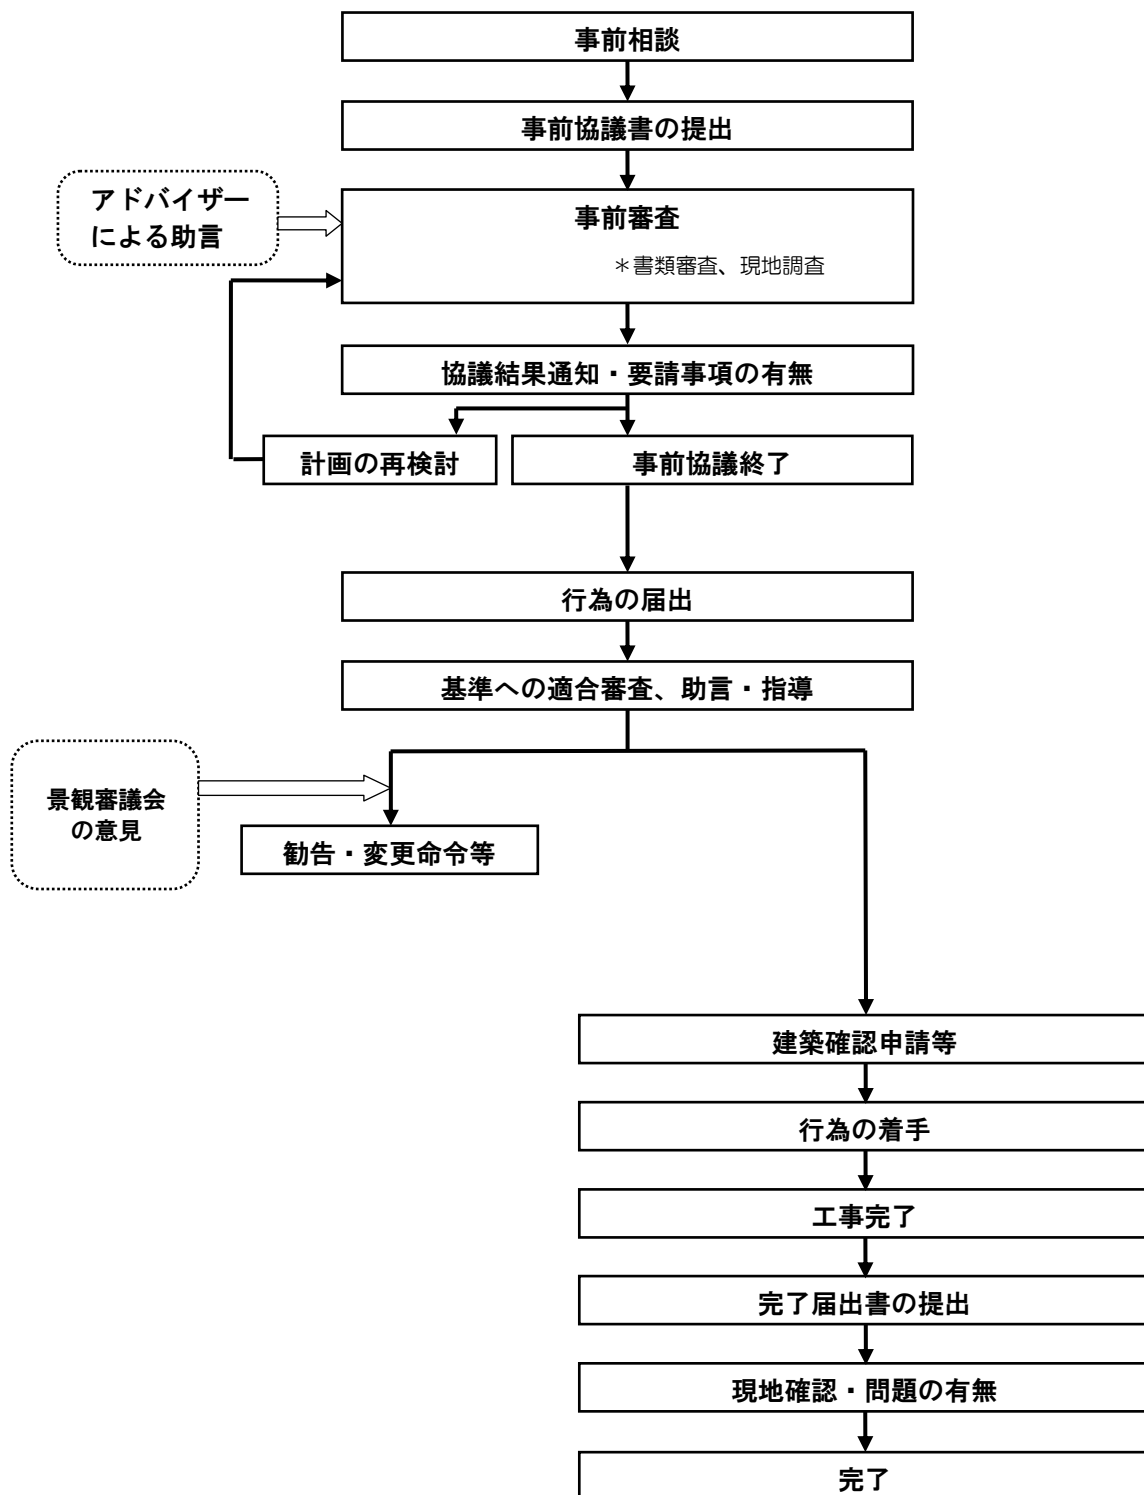 事前相談
事前協議書の提出
アドバイザー
による助言
事前審査
＊書類審査、現地調査
協議結果通知・要請事項の有無
計画の再検討
事前協議終了
行為の届出
基準への適合審査、助言・指導
景観審議会
の意見
勧告・変更命令等
建築確認申請等
行為の着手
工事完了
完了届出書の提出
現地確認・問題の有無
完了